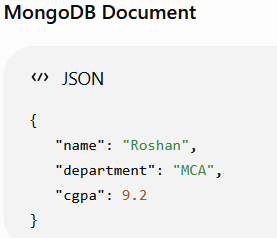 MongoDB Document
</> JSON
{
    "name": "Roshan",
    "department": "MCA",
    "cgpa": 9.2
}